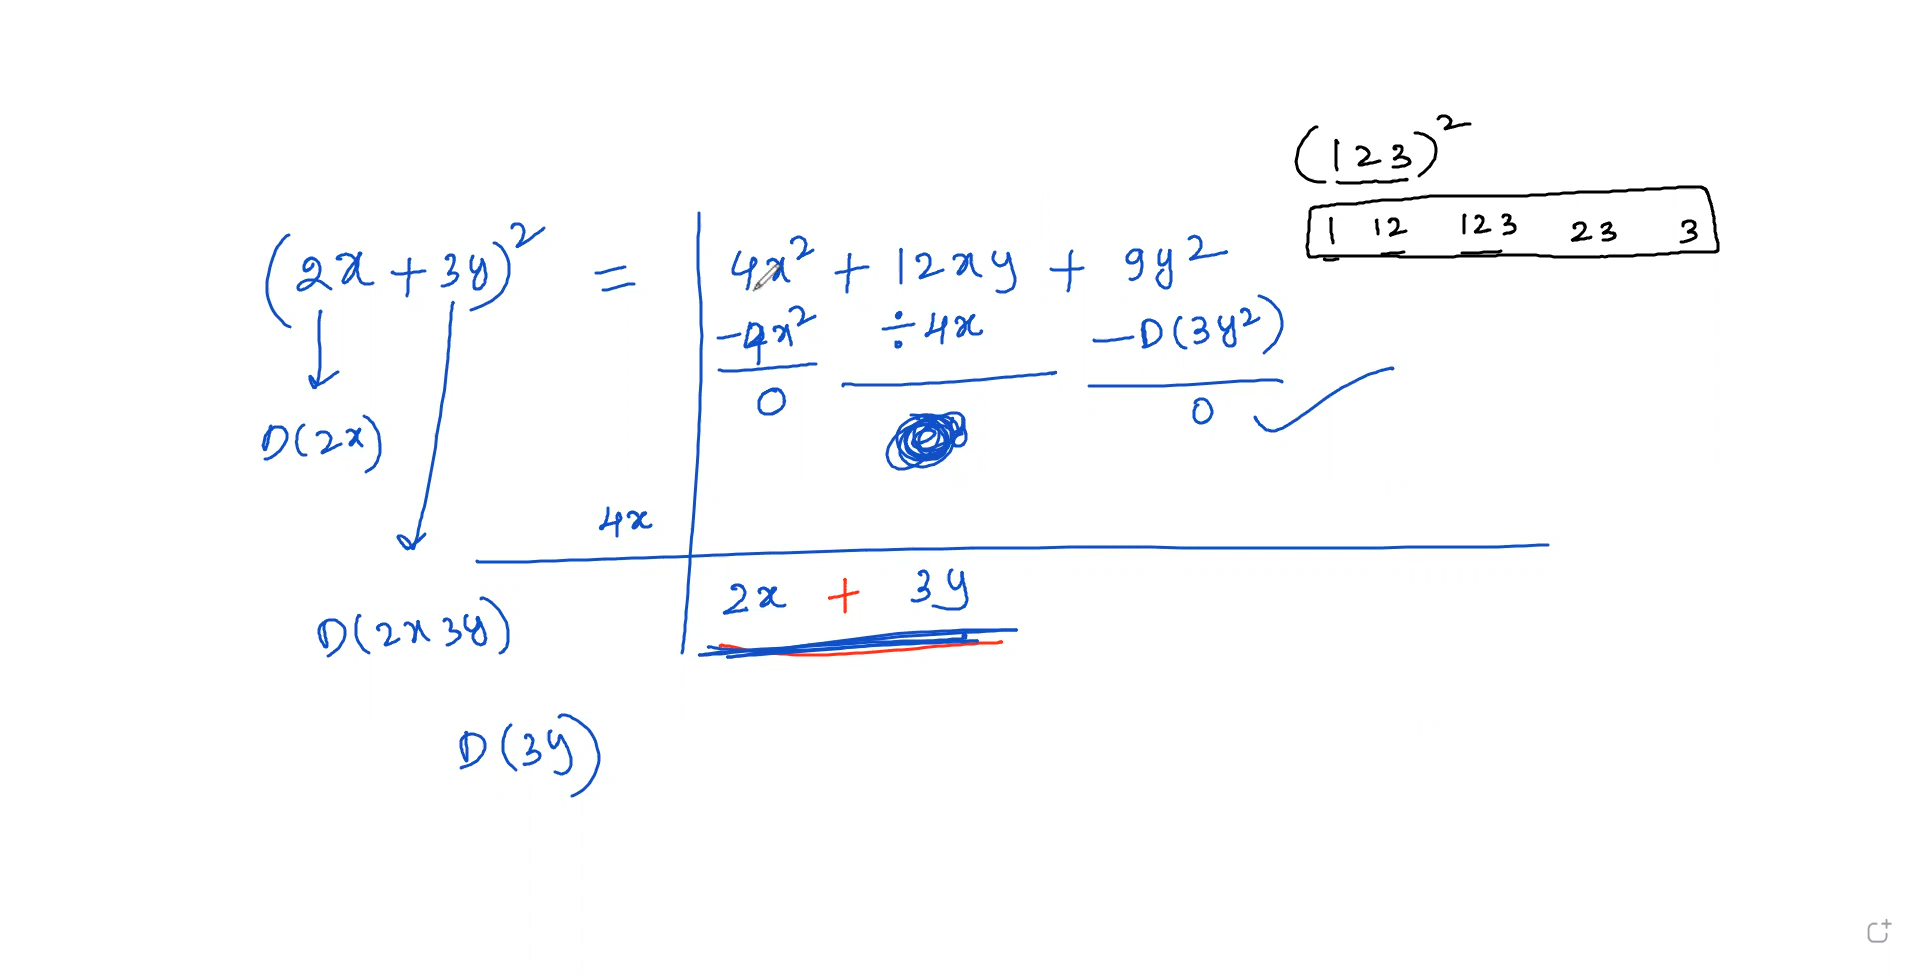 (123)²
1 12 123 23 3
(2x + 3y)² = 4x² + 12xy + 9y²
-4x² ÷4x -D(3y²)
0 0
D(2x)
4x
2x + 3y
D(2x 3y)
D(3y)